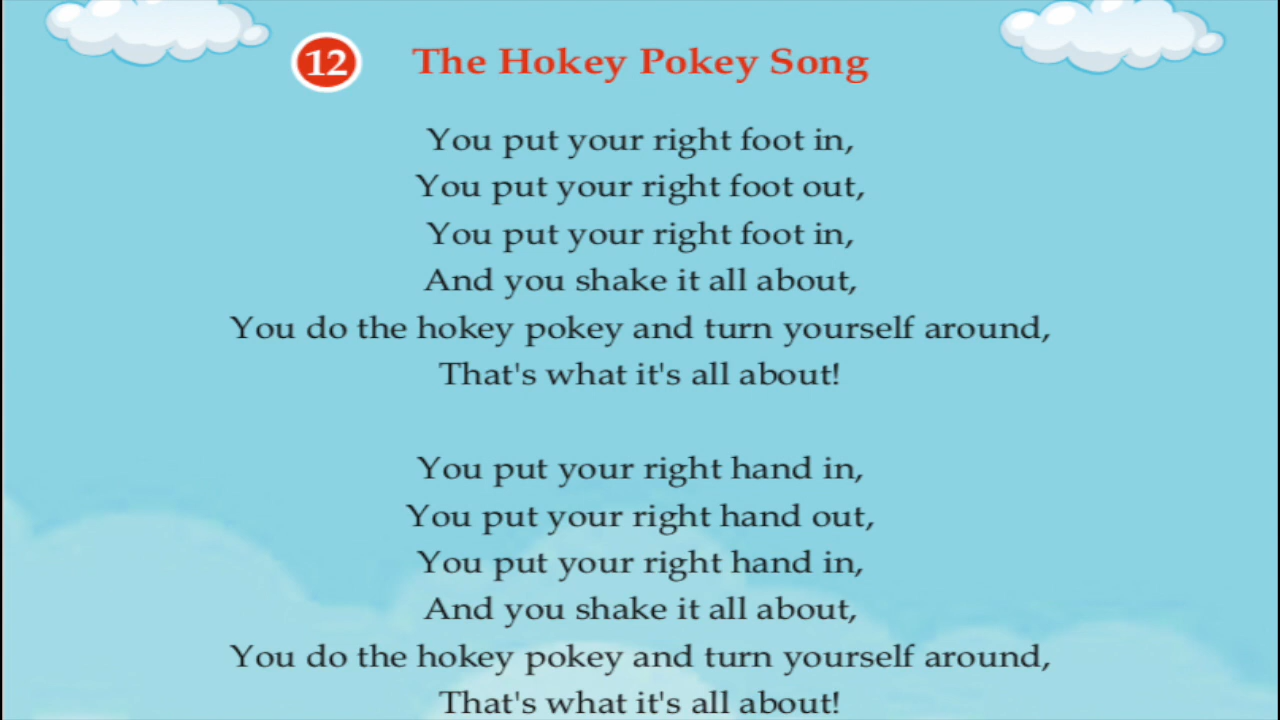 12 The Hokey Pokey Song
You put your right foot in,
You put your right foot out,
You put your right foot in,
And you shake it all about,
You do the hokey pokey and turn yourself around,
That's what it's all about!
You put your right hand in,
You put your right hand out,
You put your right hand in,
And you shake it all about,
You do the hokey pokey and turn yourself around,
That's what it's all about!